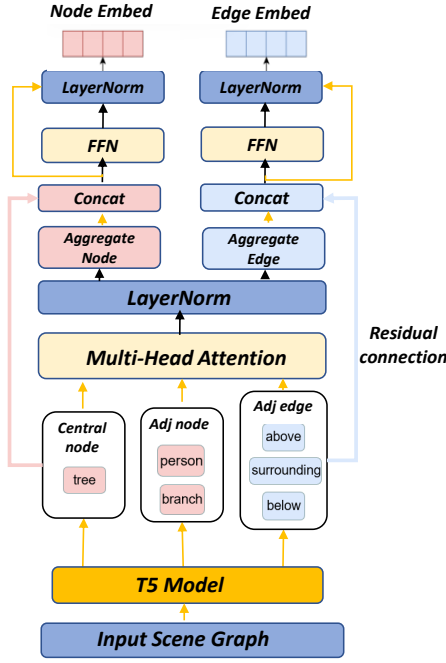 Node Embed
Edge Embed
LayerNorm
LayerNorm
FFN
FFN
Concat
Concat
Aggregate
Node
Aggregate
Edge
LayerNorm
Multi-Head Attention
Residual
connection
Central
node
tree
Adj node
person
branch
Adj edge
above
surrounding
below
T5 Model
Input Scene Graph